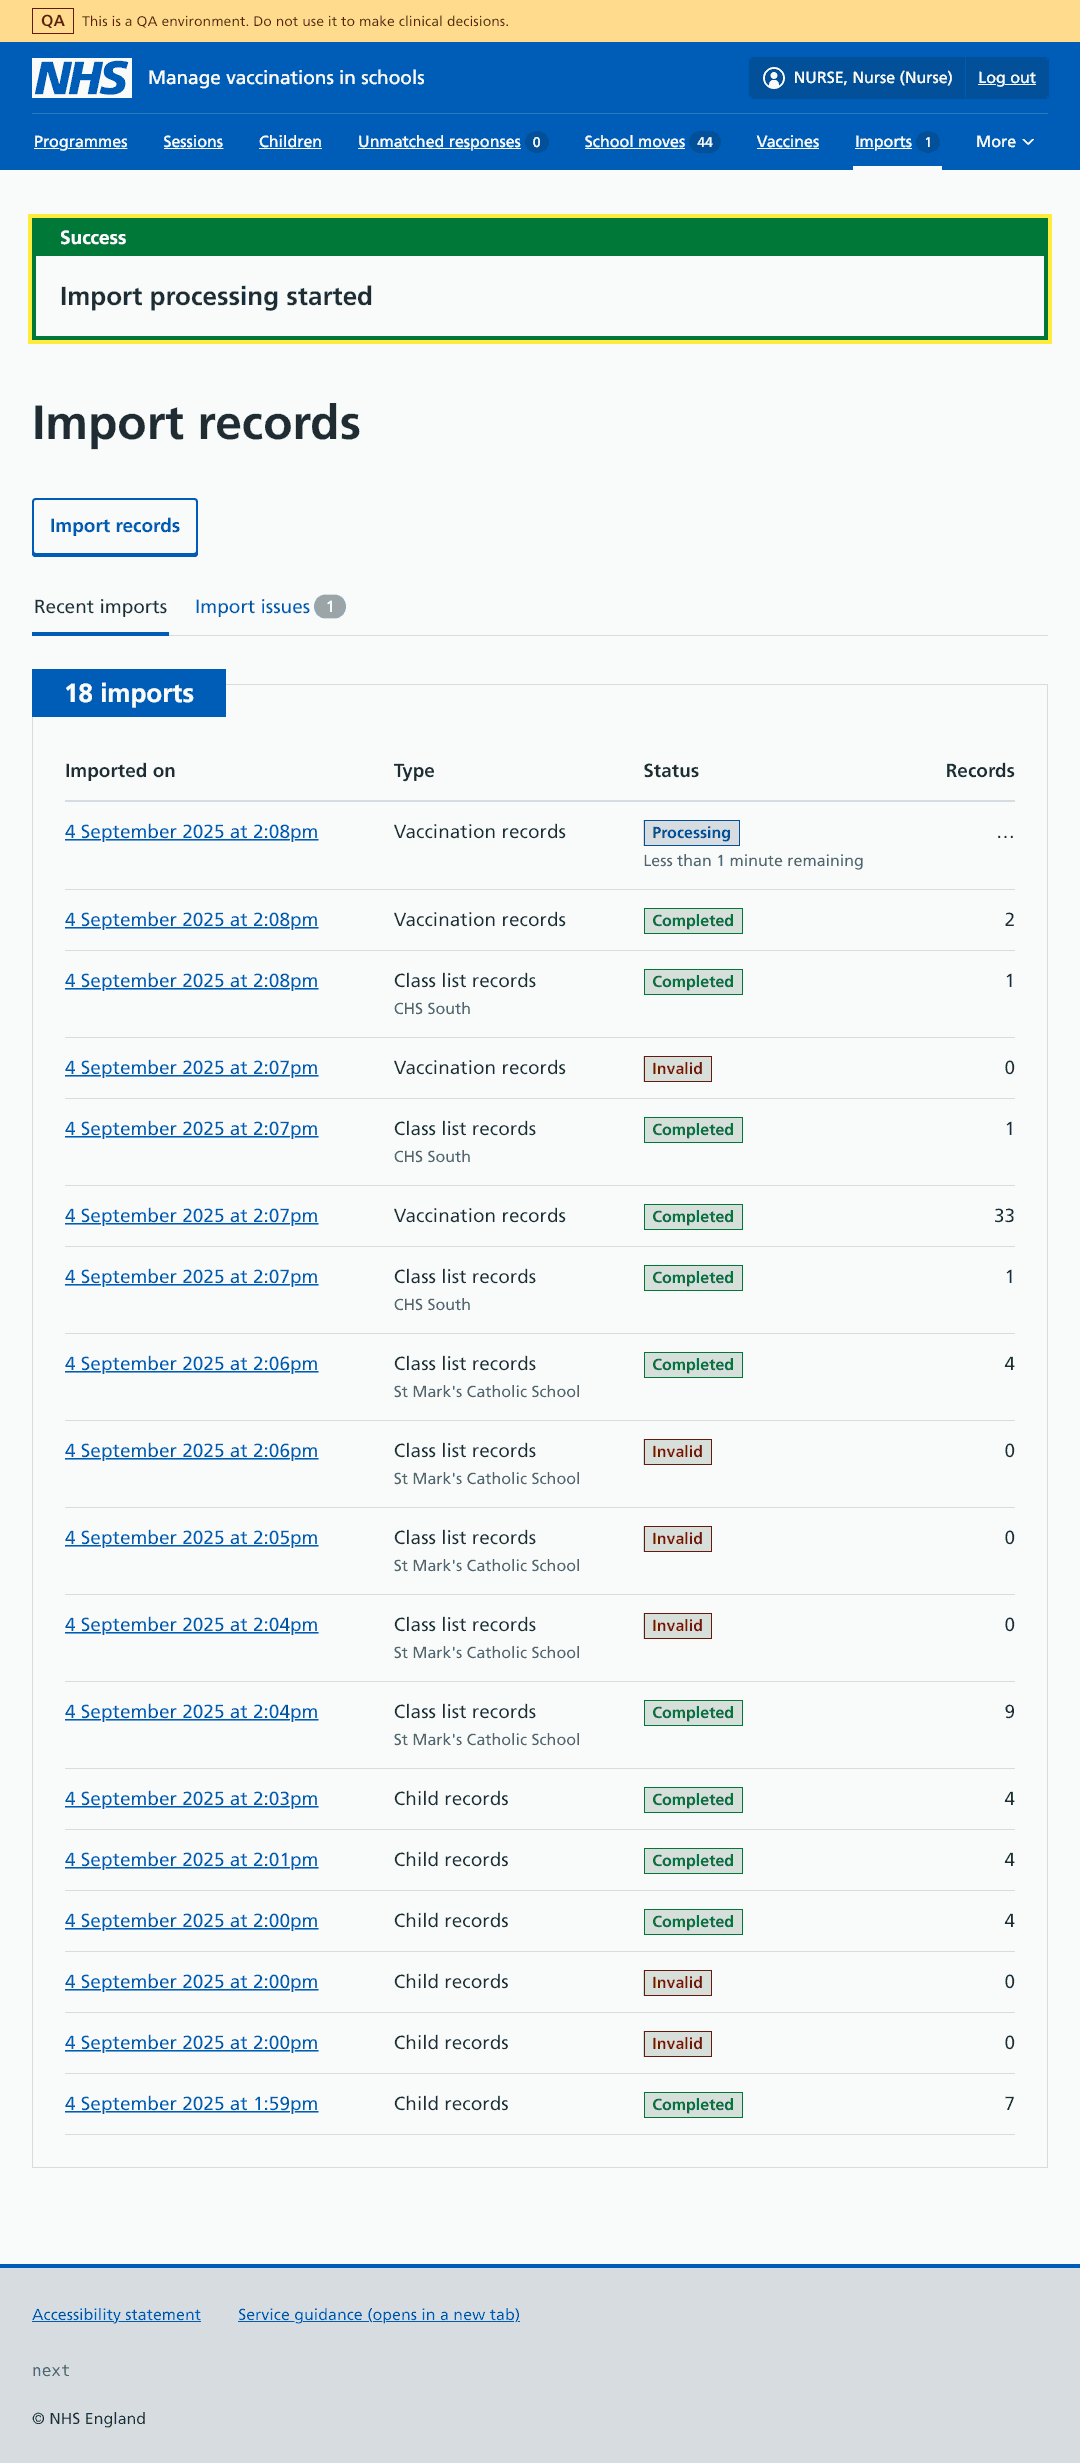 QA This is a QA environment. Do not use it to make clinical decisions.
NHS Manage vaccinations in schools NURSE, Nurse (Nurse) Log out
Programmes Sessions Children Unmatched responses 0 School moves 44 Vaccines Imports 1 More
Success
Import processing started
Import records
Import records
Recent imports Import issues 1
18 imports
Imported on Type Status Records
4 September 2025 at 2:08pm Vaccination records Processing ...
Less than 1 minute remaining
4 September 2025 at 2:08pm Vaccination records Completed 2
4 September 2025 at 2:08pm Class list records Completed 1
CHS South
4 September 2025 at 2:07pm Vaccination records Invalid 0
4 September 2025 at 2:07pm Class list records Completed 1
CHS South
4 September 2025 at 2:07pm Vaccination records Completed 33
4 September 2025 at 2:07pm Class list records Completed 1
CHS South
4 September 2025 at 2:06pm Class list records Completed 4
St Mark's Catholic School
4 September 2025 at 2:06pm Class list records Invalid 0
St Mark's Catholic School
4 September 2025 at 2:05pm Class list records Invalid 0
St Mark's Catholic School
4 September 2025 at 2:04pm Class list records Invalid 0
St Mark's Catholic School
4 September 2025 at 2:04pm Class list records Completed 9
St Mark's Catholic School
4 September 2025 at 2:03pm Child records Completed 4
4 September 2025 at 2:01pm Child records Completed 4
4 September 2025 at 2:00pm Child records Completed 4
4 September 2025 at 2:00pm Child records Invalid 0
4 September 2025 at 2:00pm Child records Invalid 0
4 September 2025 at 1:59pm Child records Completed 7
Accessibility statement Service guidance (opens in a new tab)
next
© NHS England